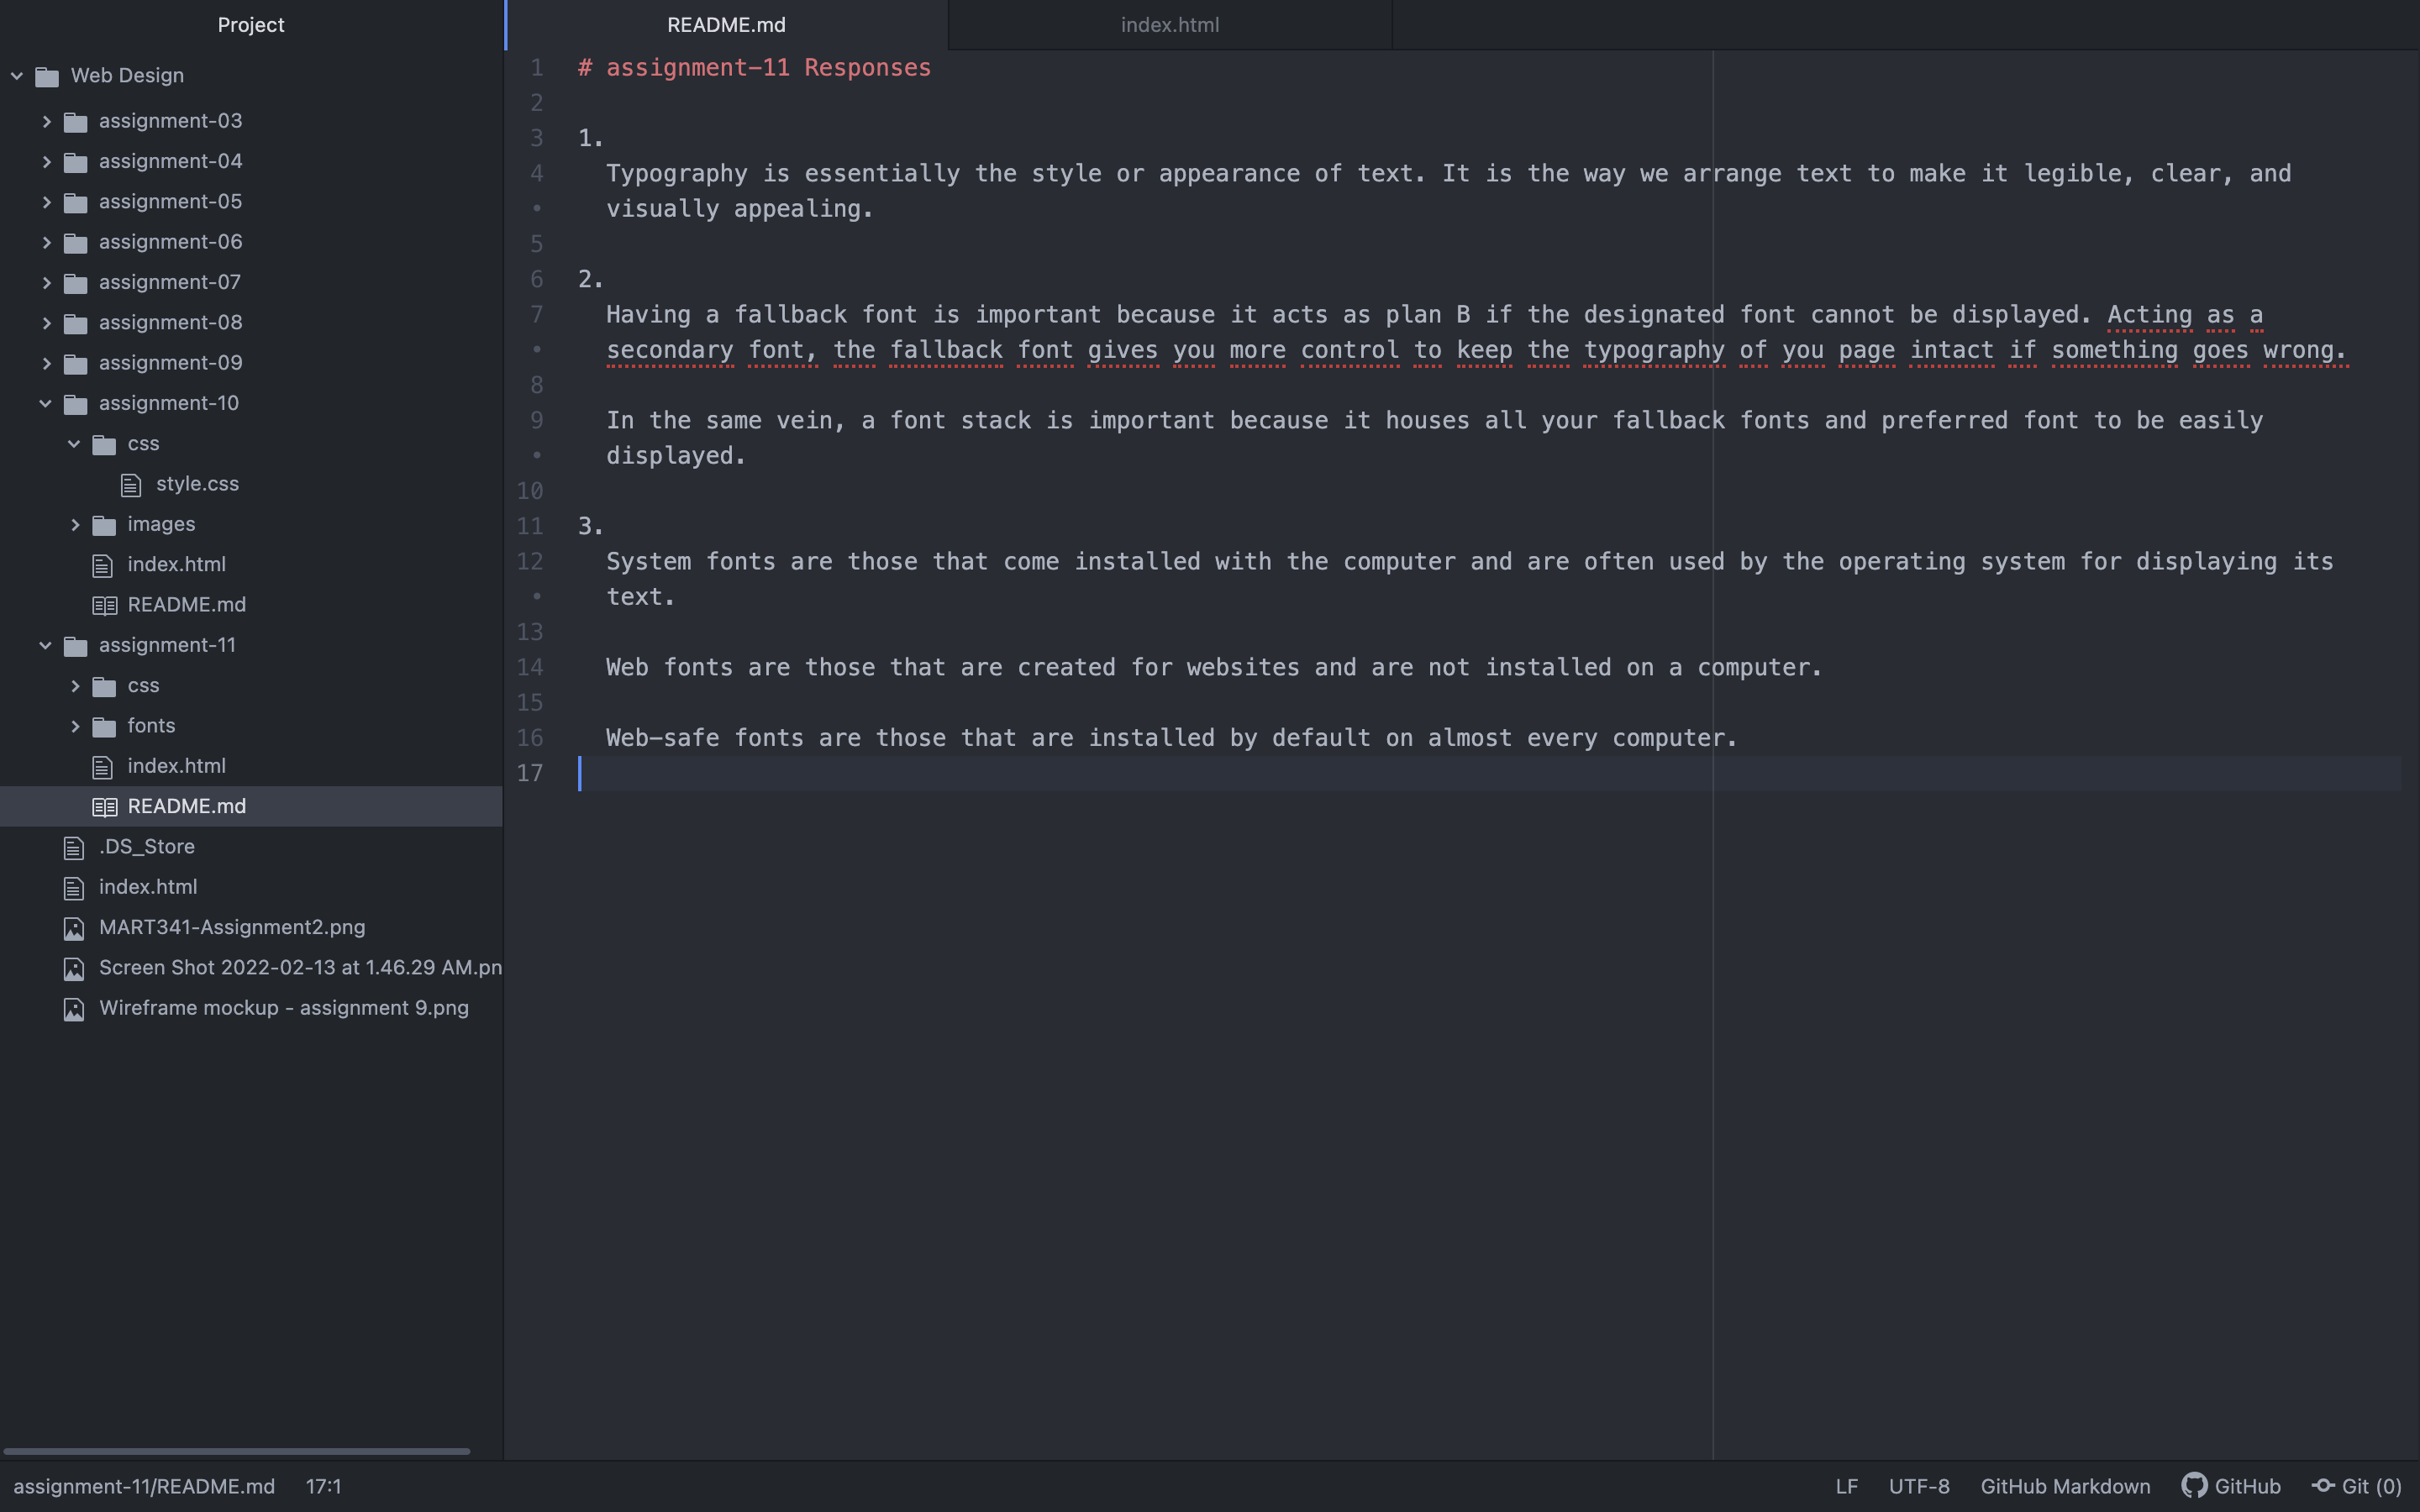 Project
Web Design
assignment-03
assignment-04
assignment-05
assignment-06
assignment-07
assignment-08
assignment-09
assignment-10
css
style.css
images
index.html
README.md
assignment-11
css
fonts
index.html
README.md
.DS_Store
index.html
MART341-Assignment2.png
Screen Shot 2022-02-13 at 1.46.29 AM.pn
Wireframe mockup - assignment 9.png
README.md
index.html
1 # assignment-11 Responses
2
3 1.
4 Typography is essentially the style or appearance of text. It is the way we arrange text to make it legible, clear, and
• visually appealing.
5
6 2.
7 Having a fallback font is important because it acts as plan B if the designated font cannot be displayed. Acting as a
• secondary font, the fallback font gives you more control to keep the typography of you page intact if something goes wrong.
8
9 In the same vein, a font stack is important because it houses all your fallback fonts and preferred font to be easily
• displayed.
10
11 3.
12 System fonts are those that come installed with the computer and are often used by the operating system for displaying its
• text.
13
14 Web fonts are those that are created for websites and are not installed on a computer.
15
16 Web-safe fonts are those that are installed by default on almost every computer.
17
assignment-11/README.md 17:1
LF UTF-8 GitHub Markdown GitHub Git (0)